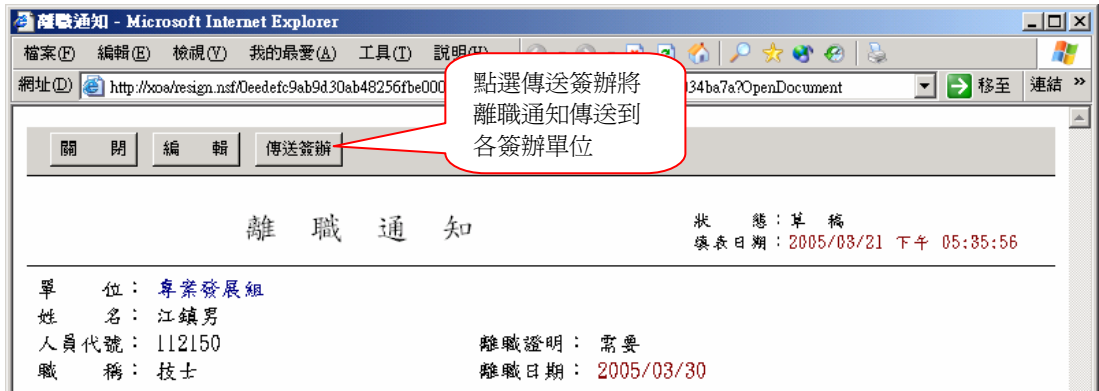 離職通知 - Microsoft Internet Explorer
檔案(F) 編輯(E) 檢視(V) 我的最愛(A) 工具(T) 說明
網址(D) http://xoa/resign.nsf/0eedefc9ab9d30ab48256fbe000 034ba7a?OpenDocument 移至 連結 »
點選傳送簽辦將
離職通知傳送到
各簽辦單位
關 閉 編 輯 傳送簽辦
離 職 通 知
狀 態：草 稿
填表日期：2005/03/21 下午 05:35:56
單 位： 專案發展組
姓 名： 江鎮男
人員代號： 112150 離職證明： 需要
職 稱： 技士 離職日期： 2005/03/30